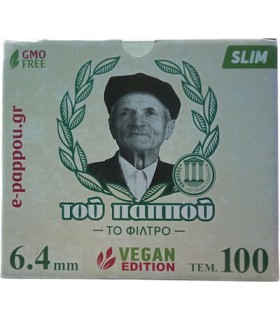 GMO
FREE
SLIM
e-pappou.gr
τοῦ παπποῦ
ΤΟ ΦΙΛΤΡΟ
6.4 mm
VEGAN
EDITION
ΤΕΜ. 100